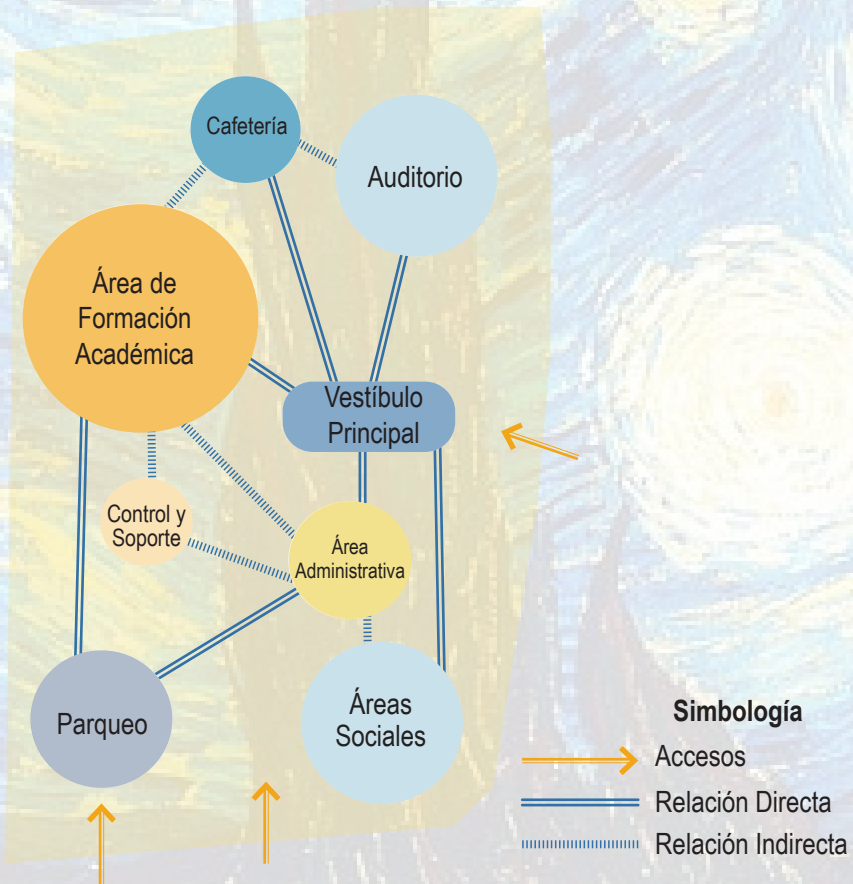 Cafetería
Auditorio
Área de
Formación
Académica
Vestíbulo
Principal
Control y
Soporte
Área
Administrativa
Parqueo
Áreas
Sociales
Simbología
Accesos
Relación Directa
Relación Indirecta